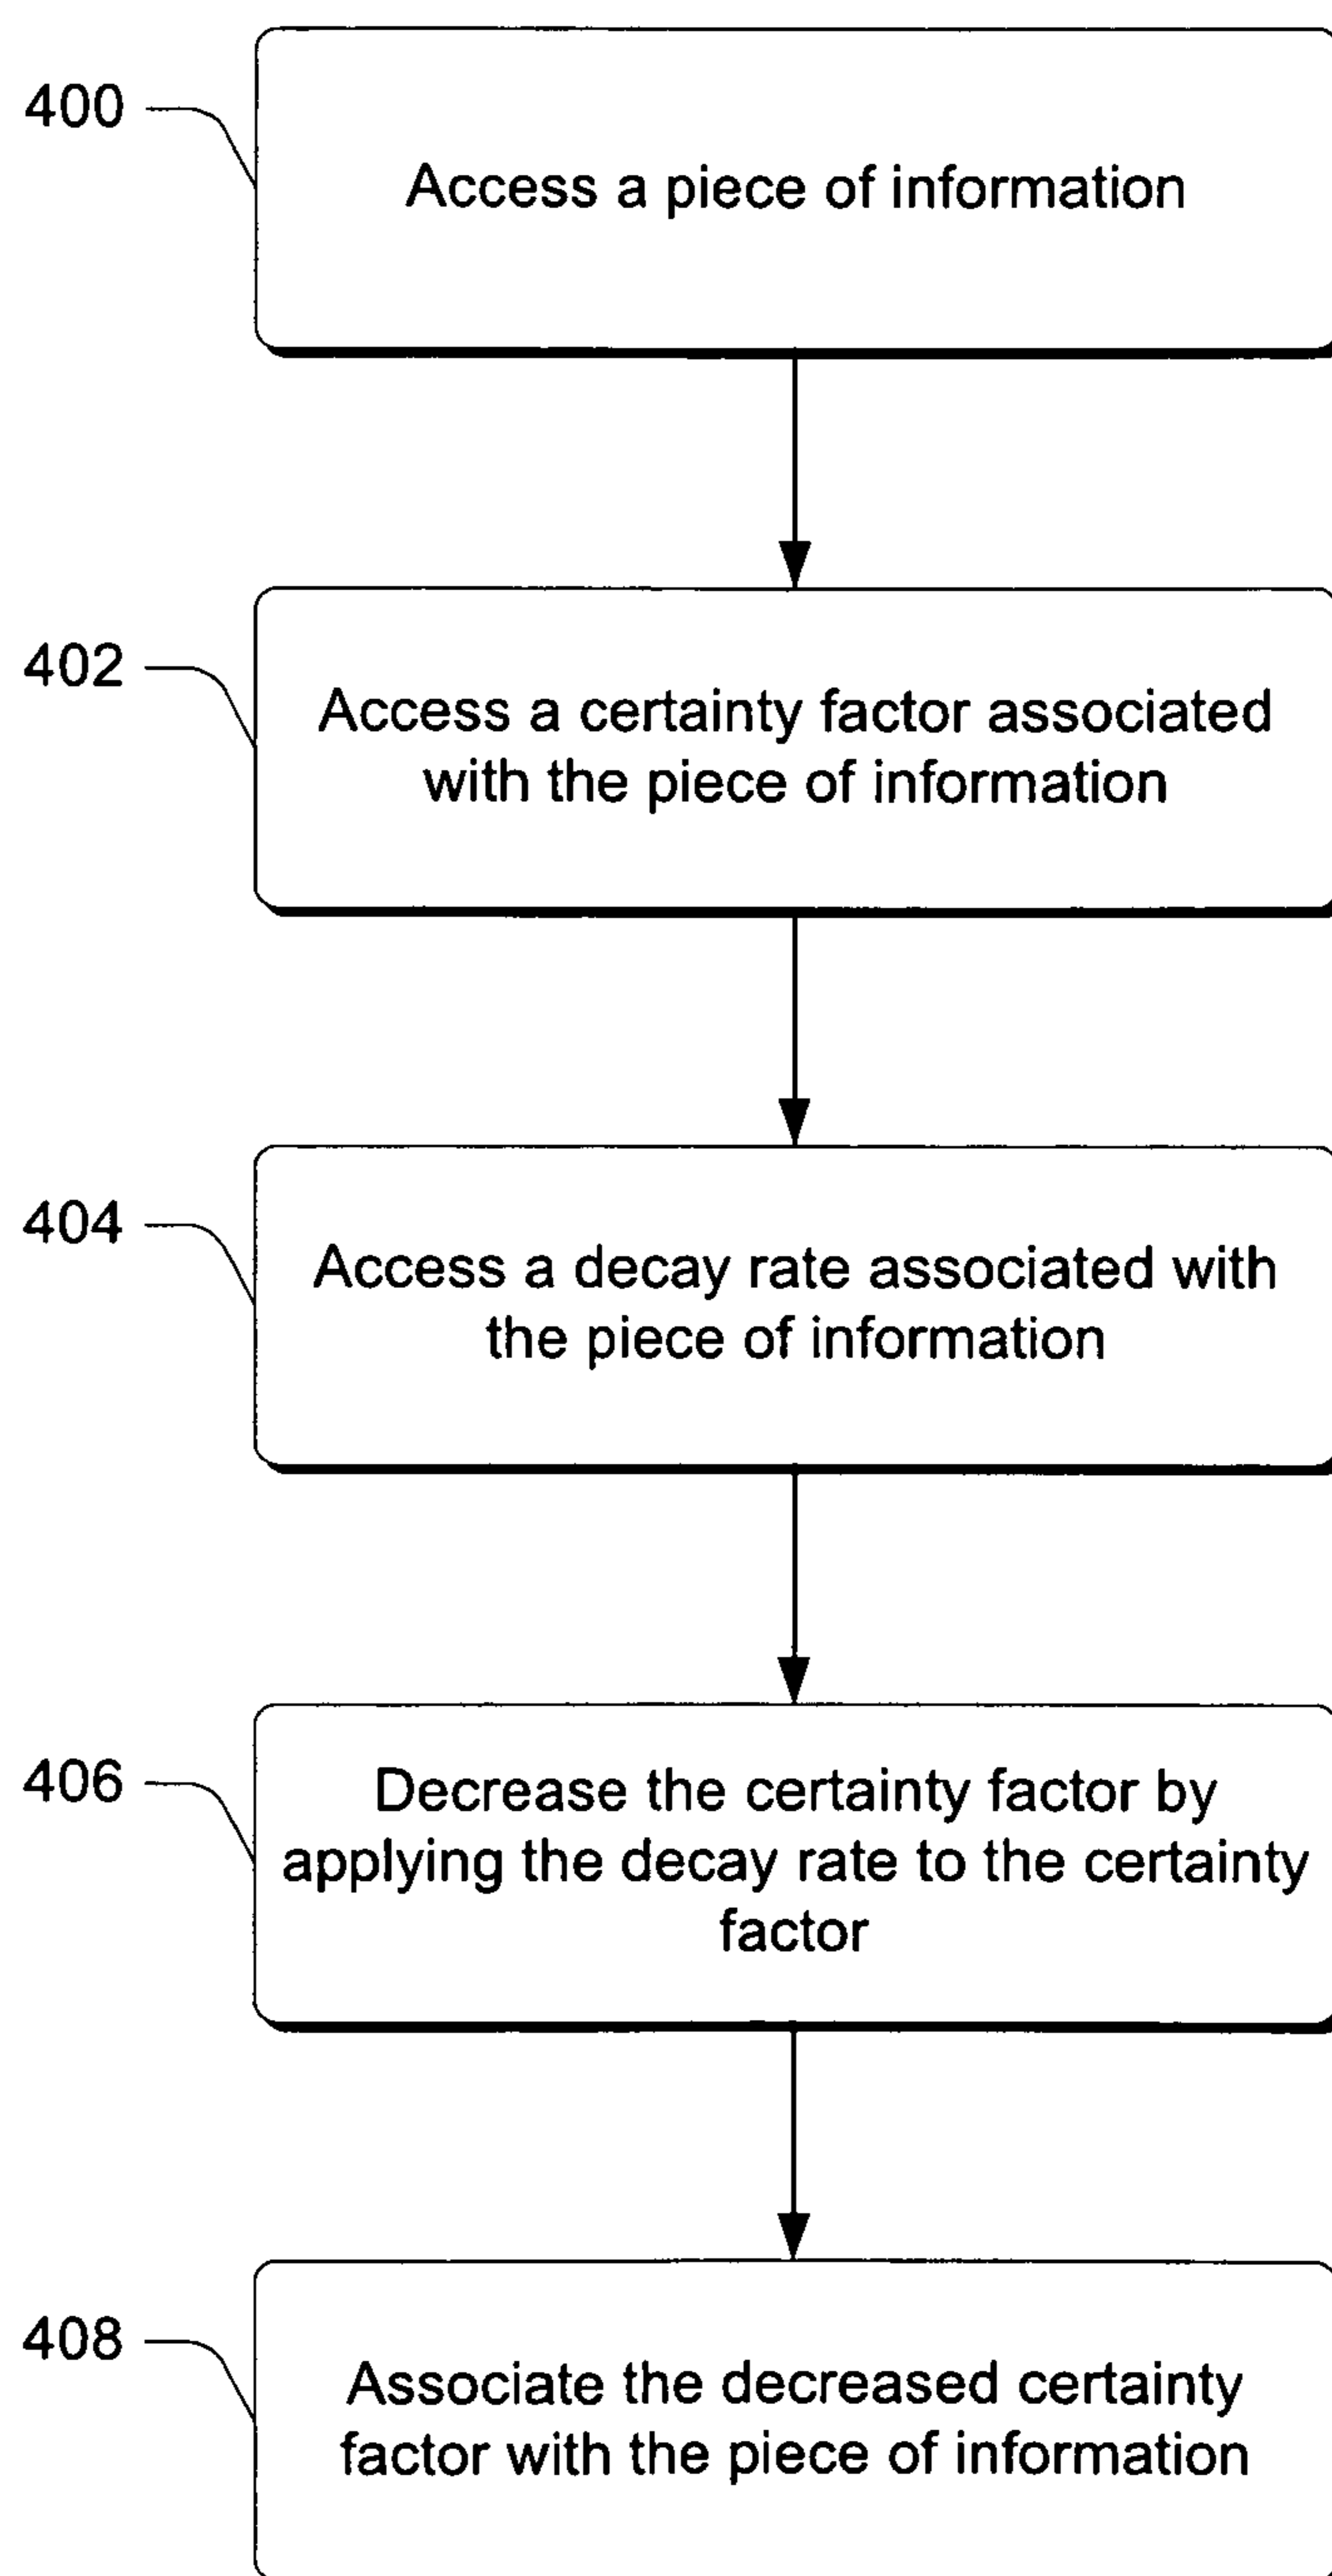 400
Access a piece of information
402
Access a certainty factor associated
with the piece of information
404
Access a decay rate associated with
the piece of information
406
Decrease the certainty factor by
applying the decay rate to the certainty
factor
408
Associate the decreased certainty
factor with the piece of information